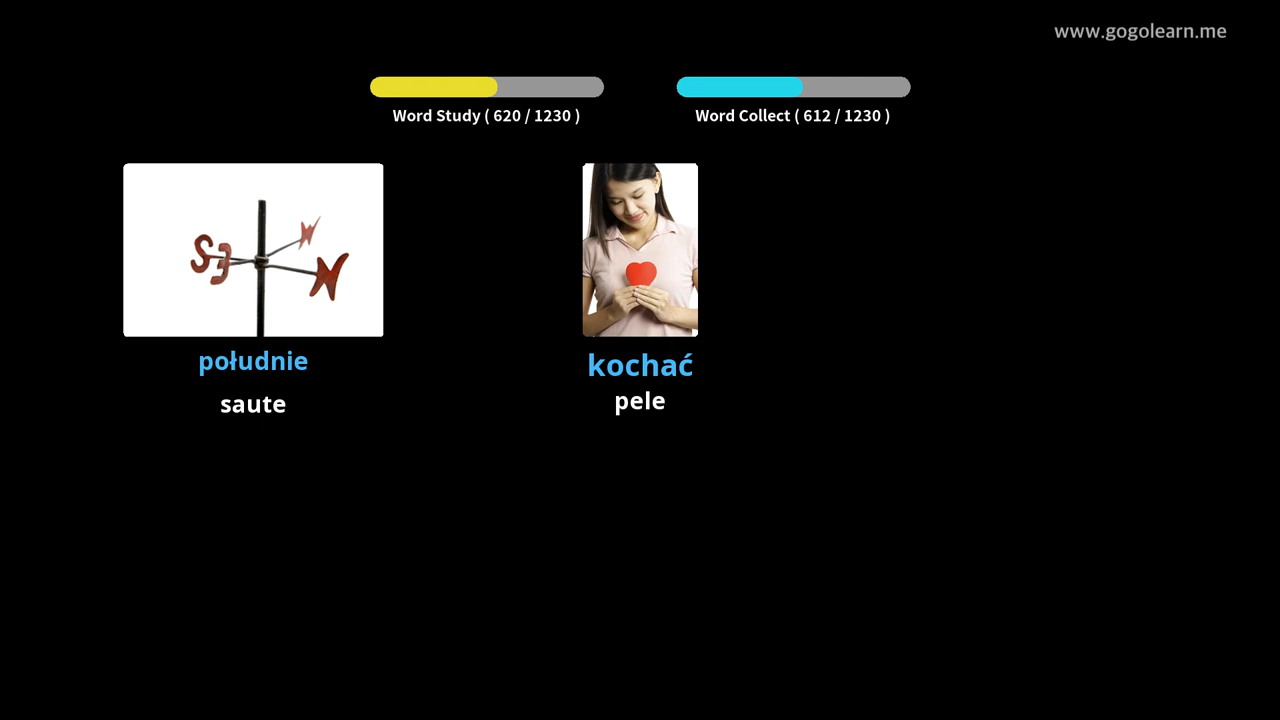 www.gogolearn.me
Word Study ( 620 / 1230 )
Word Collect ( 612 / 1230 )
S E N W
południe
saute
kochać
pele